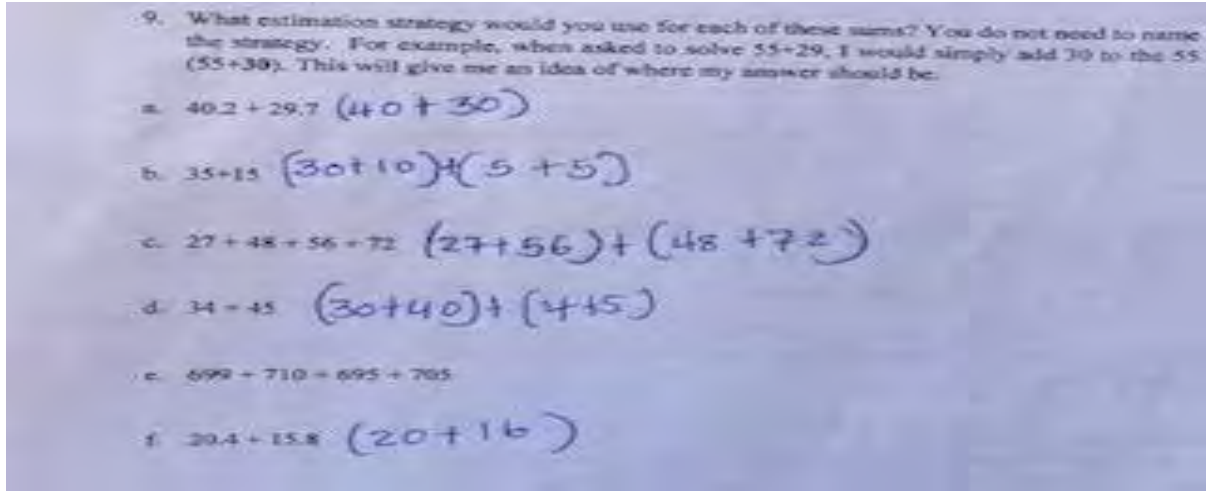 9. What estimation strategy would you use for each of these sums? You do not need to name
the strategy. For example, when asked to solve 55+29, I would simply add 30 to the 55
(55+30). This will give me an idea of where my answer should be.
a. 40.2 + 29.7 (40+30)
b. 35+15 (30+10)+(5+5)
c. 27 + 48 + 56 + 72 (27+56)+(48+72)
d. 34 + 45 (30+40)+(4+5)
e. 699 + 710 + 695 + 705
f. 20.4 + 15.8 (20+16)